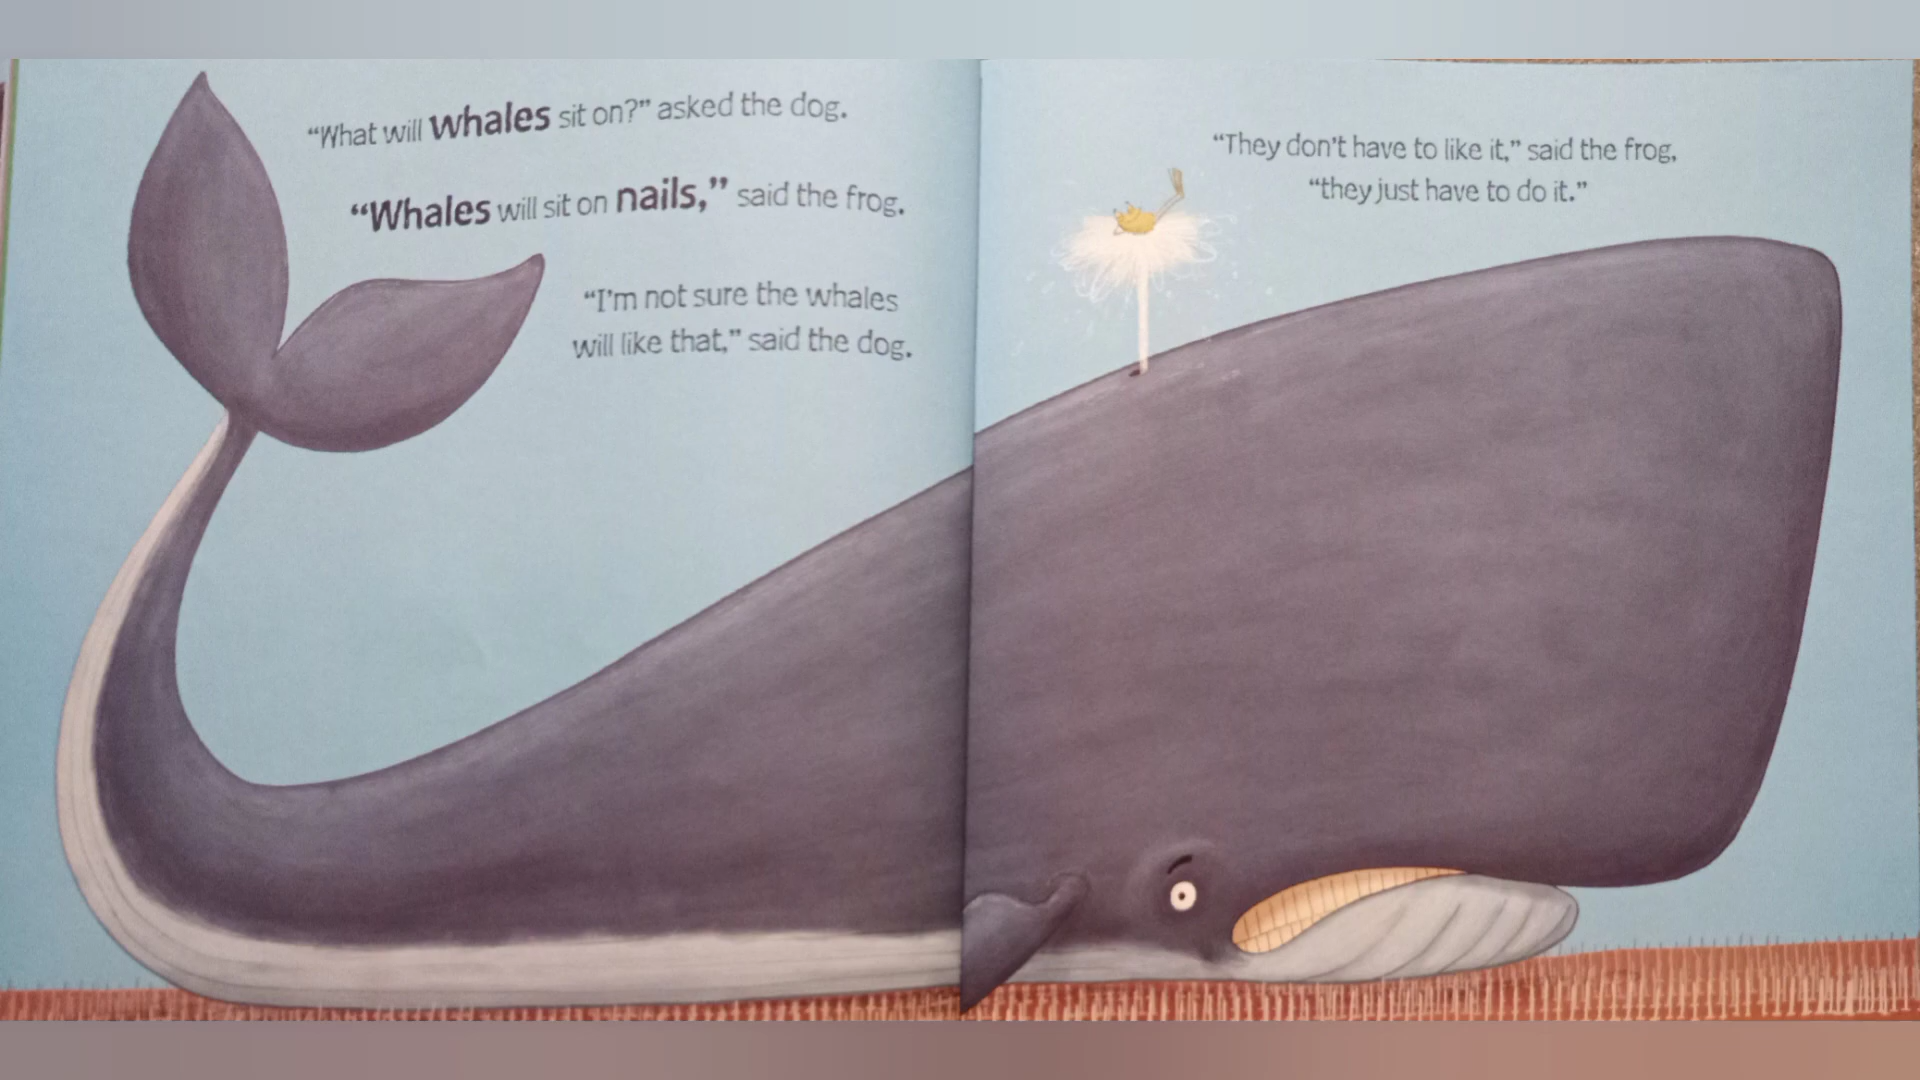 “What will whales sit on?” asked the dog.
“Whales will sit on nails,” said the frog.
“I’m not sure the whales
will like that,” said the dog.
“They don’t have to like it,” said the frog,
“they just have to do it.”